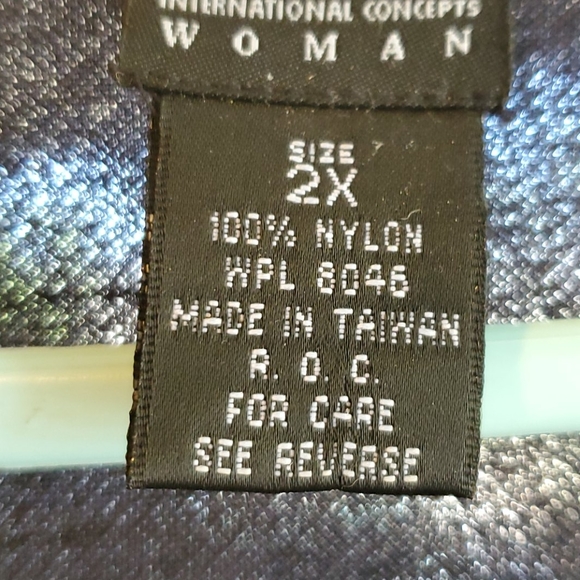 INTERNATIONAL CONCEPTS
WOMAN
SIZE
2X
100% NYLON
WPL 8046
MADE IN TAIWAN
R. O. C.
FOR CARE
SEE REVERSE